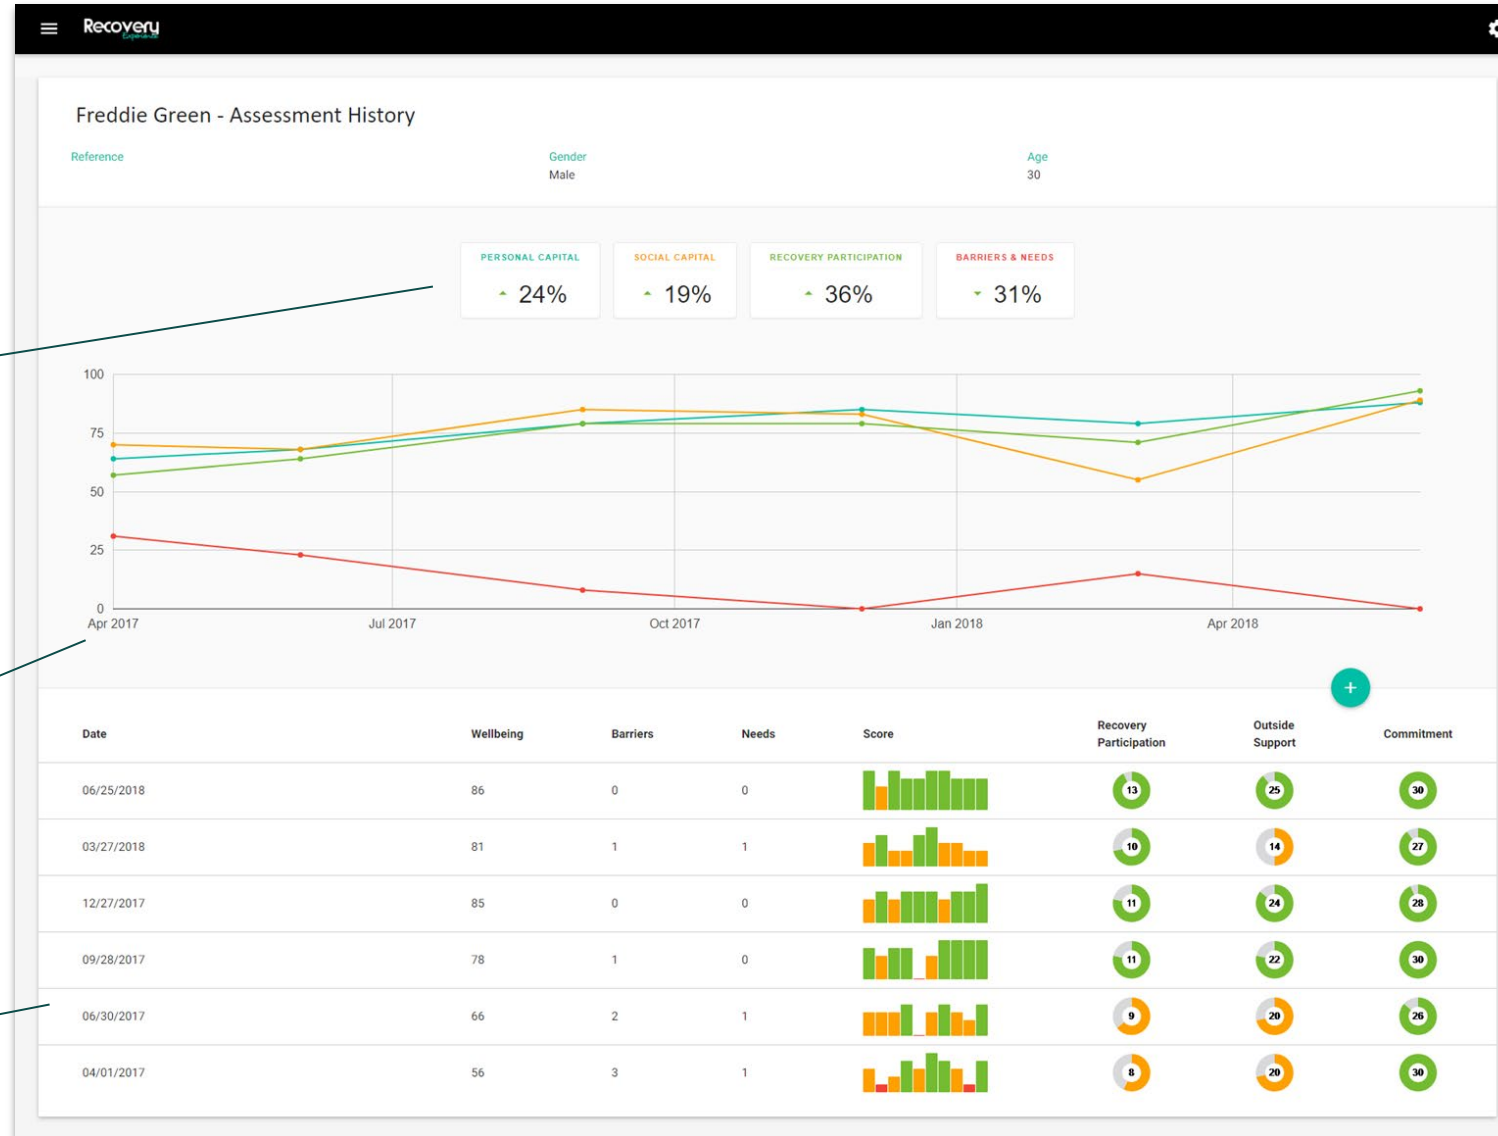 Recovery
Experience
Freddie Green - Assessment History
Reference Gender Age
Male 30
PERSONAL CAPITAL SOCIAL CAPITAL RECOVERY PARTICIPATION BARRIERS & NEEDS
24% 19% 36% 31%
100
75
50
25
0
Apr 2017 Jul 2017 Oct 2017 Jan 2018 Apr 2018
+
Date Wellbeing Barriers Needs Score Recovery Participation Outside Support Commitment
06/25/2018 86 0 0 13 25 30
03/27/2018 81 1 1 10 14 27
12/27/2017 85 0 0 11 24 28
09/28/2017 78 1 0 11 22 30
06/30/2017 66 2 1 9 20 26
04/01/2017 56 3 1 8 20 30